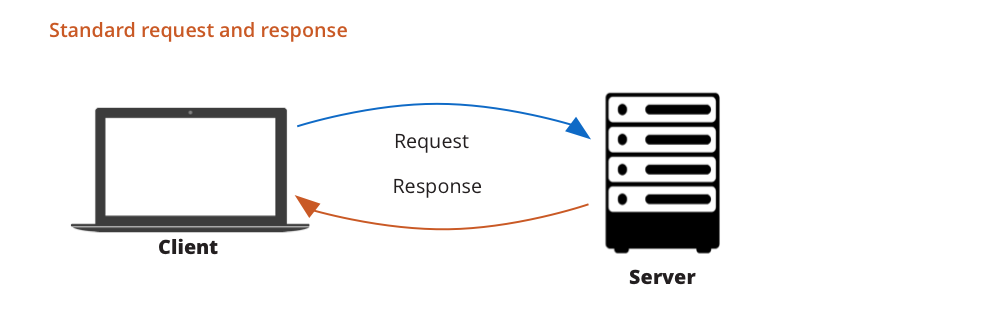 Standard request and response
Request
Response
Client
Server